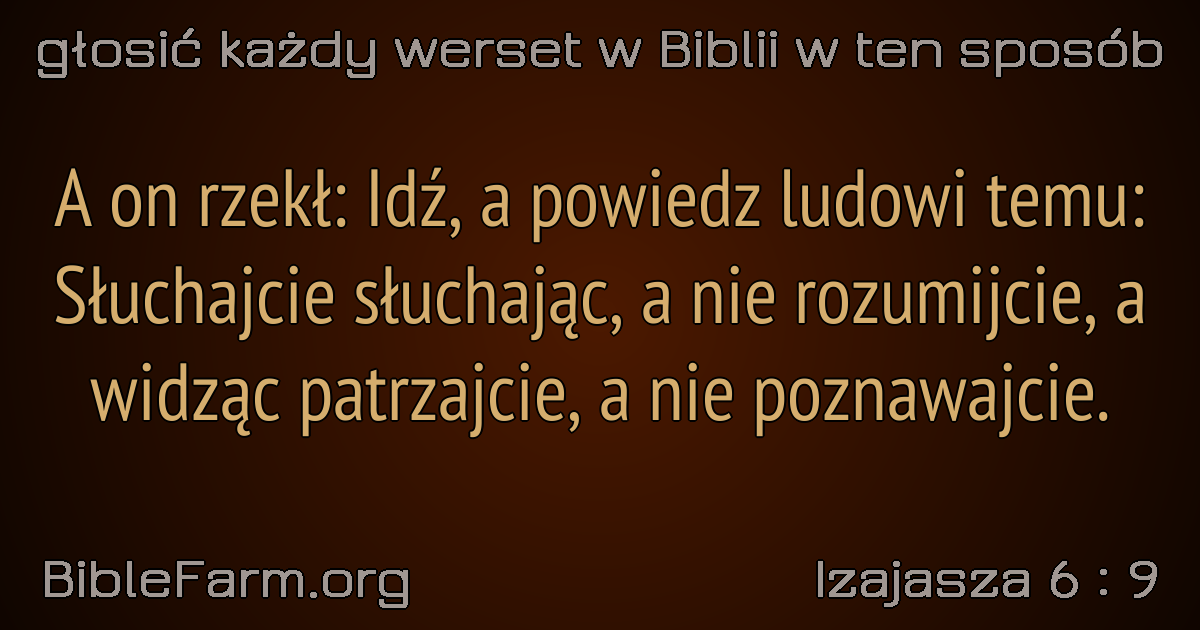 głosić każdy werset w Biblii w ten sposób
A on rzekł: Idź, a powiedz ludowi temu:
Słuchajcie słuchając, a nie rozumijcie, a
widząc patrzajcie, a nie poznawajcie.
BibleFarm.org
Izajasza 6 : 9